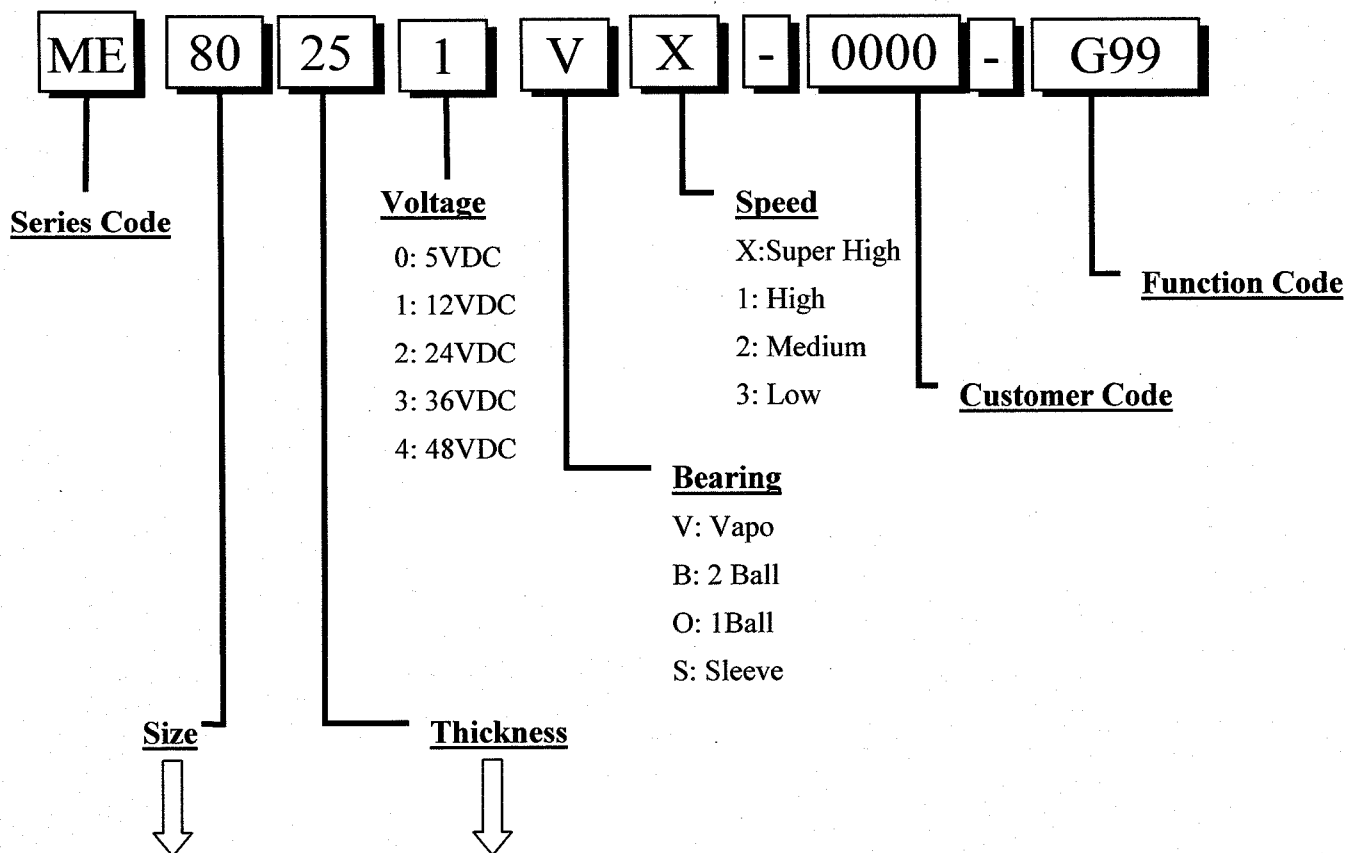 ME 80 25 1 V X - 0000 - G99
Series Code
Voltage
0: 5VDC
1: 12VDC
2: 24VDC
3: 36VDC
4: 48VDC
Speed
X:Super High
1: High
2: Medium
3: Low
Function Code
Customer Code
Bearing
V: Vapo
B: 2 Ball
O: 1Ball
S: Sleeve
Size
Thickness